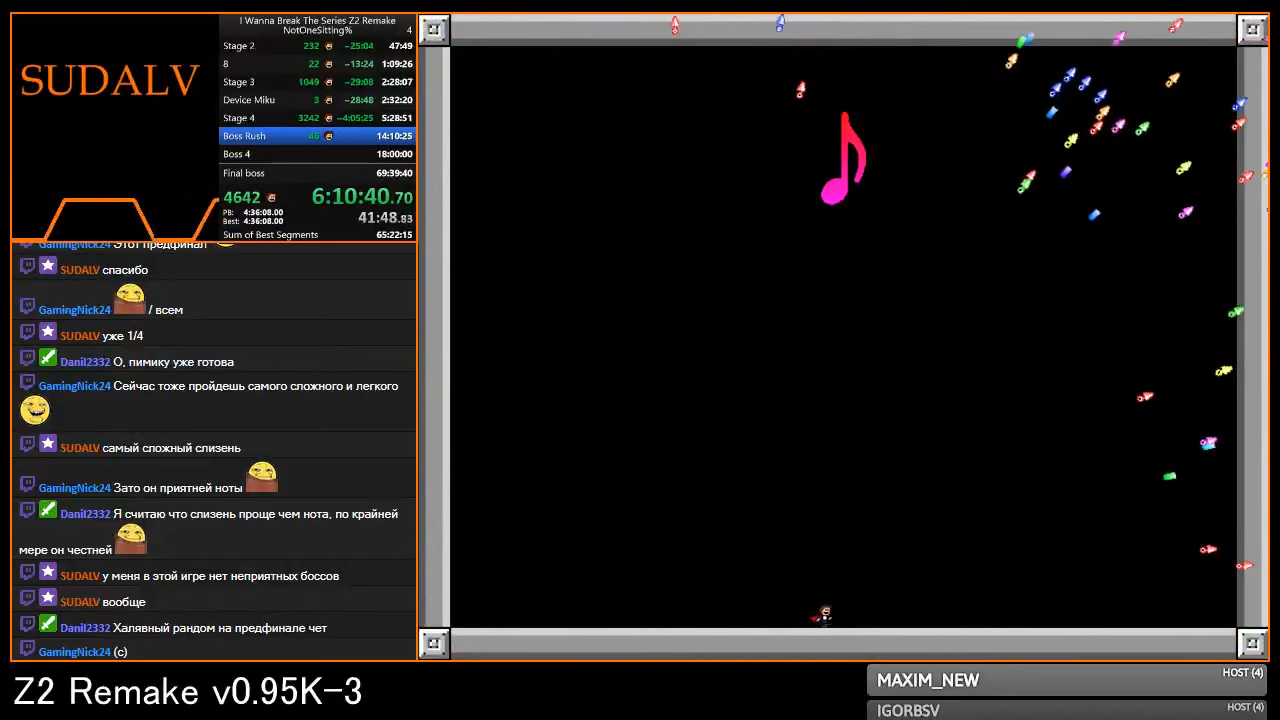 SUDALV
I Wanna Break The Series Z2 Remake
NotOneSitting% 4
Stage 2 232 −25:04 47:49
8 22 −13:24 1:09:26
Stage 3 1049 −29:08 2:28:07
Device Miku 3 −28:48 2:32:20
Stage 4 3242 −4:05:25 5:28:51
Boss Rush 46 14:10:25
Boss 4 18:00:00
Final boss 69:39:40
4642 6:10:40.70
PB: 4:36:08.00
Best: 4:36:08.00 41:48.83
Sum of Best Segments 65:22:15
GamingNick24 Этот предфинал
SUDALV спасибо
GamingNick24 / всем
SUDALV уже 1/4
Danil2332 О, пимику уже готова
GamingNick24 Сейчас тоже пройдешь самого сложного и легкого
SUDALV самый сложный слизень
GamingNick24 Зато он приятней ноты
Danil2332 Я считаю что слизень проще чем нота, по крайней
мере он честней
SUDALV у меня в этой игре нет неприятных боссов
SUDALV вообще
Danil2332 Халявный рандом на предфинале чет
GamingNick24 (с)
Z2 Remake v0.95K-3
MAXIM_NEW HOST (4)
IGORBSV HOST (4)